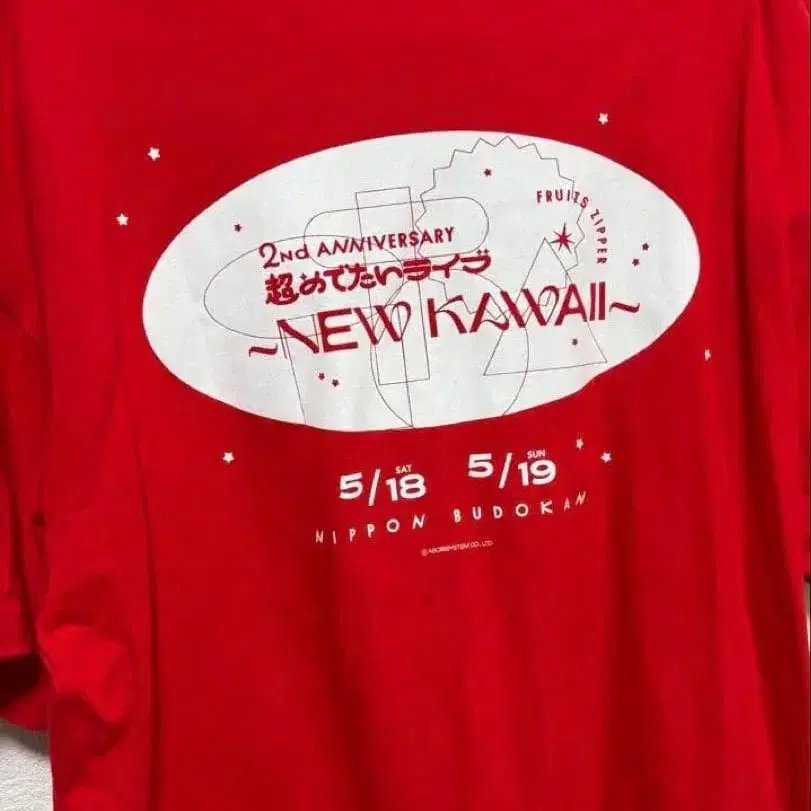 FRUITS ZIPPER
2ND ANNIVERSARY
超めでたいライブ
~NEW KAWAII~
SAT SUN
5/18 5/19
NIPPON BUDOKAN